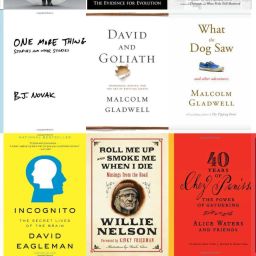 THE EVIDENCE FOR EVOLUTION
ONE MORE THING
STORIES AND OTHER STORIES
B.J. NOVAK
DAVID
AND
GOLIATH
MALCOLM
GLADWELL
What
the
Dog Saw
and other adventures
MALCOLM
GLADWELL
NATIONAL BESTSELLER
INCOGNITO
THE SECRET LIVES
OF THE BRAIN
DAVID
EAGLEMAN
ROLL ME UP
AND
SMOKE ME
WHEN I DIE
Musings from the Road
WILLIE
NELSON
Foreword by KINKY FRIEDMAN
40
YEARS OF
Chez Panisse
THE POWER OF
GATHERING
ALICE WATERS
AND FRIENDS